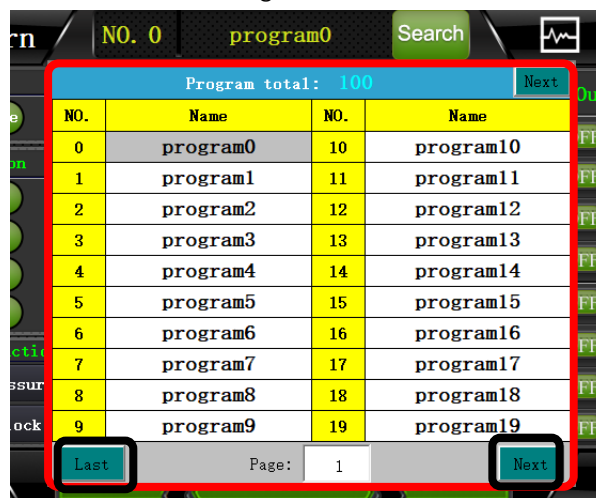 rn NO. 0 program0 Search
Program total: 100 Next
NO. Name NO. Name
0 program0 10 program10
1 program1 11 program11
2 program2 12 program12
3 program3 13 program13
4 program4 14 program14
5 program5 15 program15
6 program6 16 program16
7 program7 17 program17
8 program8 18 program18
9 program9 19 program19
Last Page: 1 Next